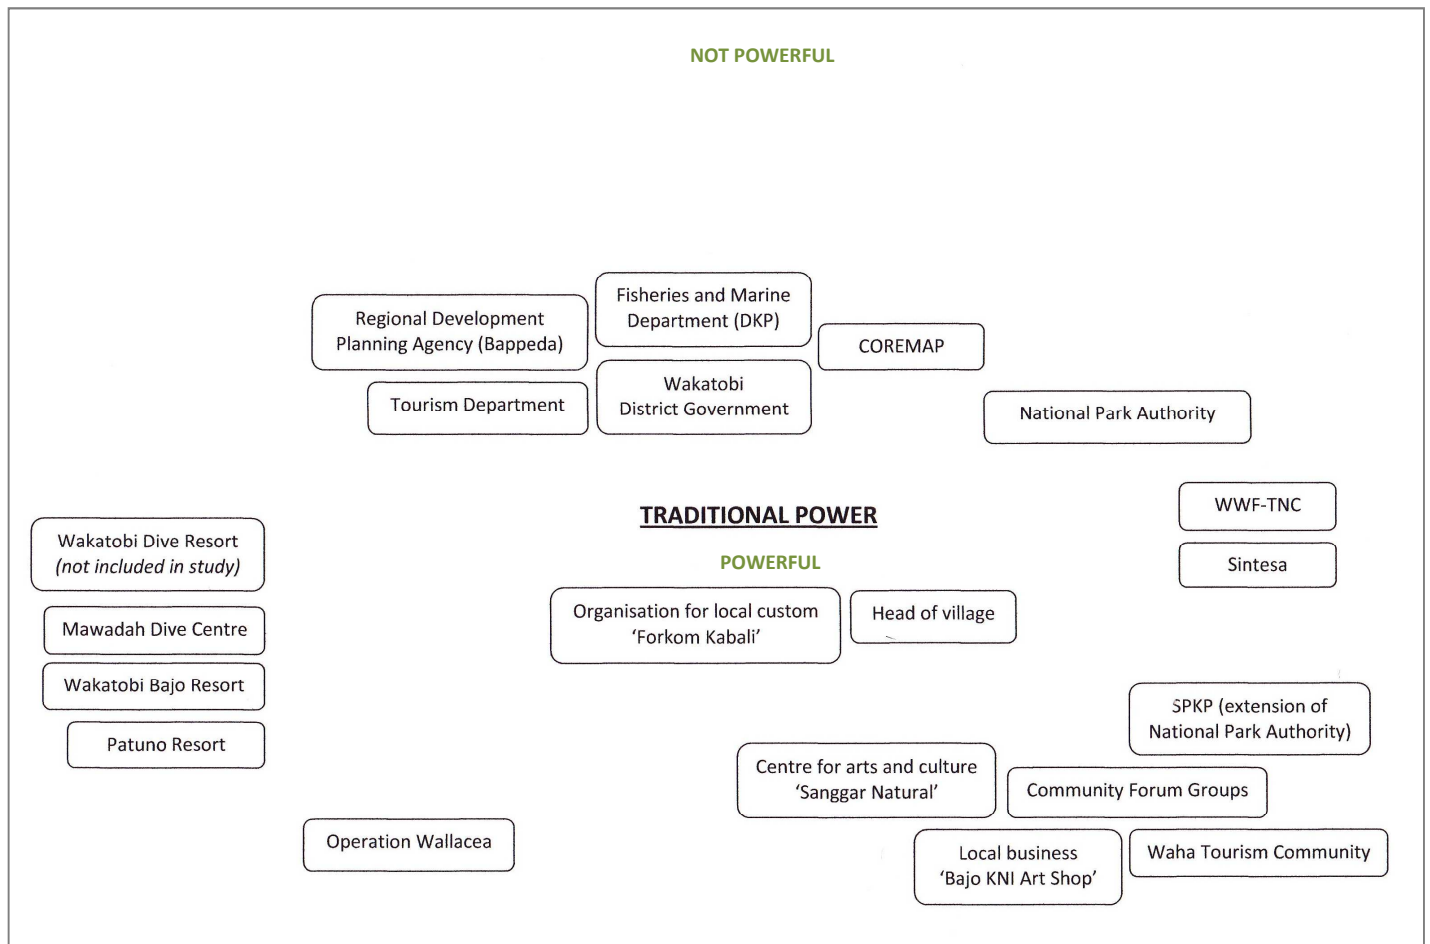 NOT POWERFUL
Fisheries and Marine
Department (DKP)
Regional Development
Planning Agency (Bappeda)
COREMAP
Wakatobi
District Government
Tourism Department
National Park Authority
WWF-TNC
TRADITIONAL POWER
Wakatobi Dive Resort
(not included in study)
Sintesa
POWERFUL
Organisation for local custom
‘Forkom Kabali’
Head of village
Mawadah Dive Centre
Wakatobi Bajo Resort
SPKP (extension of
National Park Authority)
Patuno Resort
Centre for arts and culture
‘Sanggar Natural’
Community Forum Groups
Operation Wallacea
Local business
‘Bajo KNI Art Shop’
Waha Tourism Community